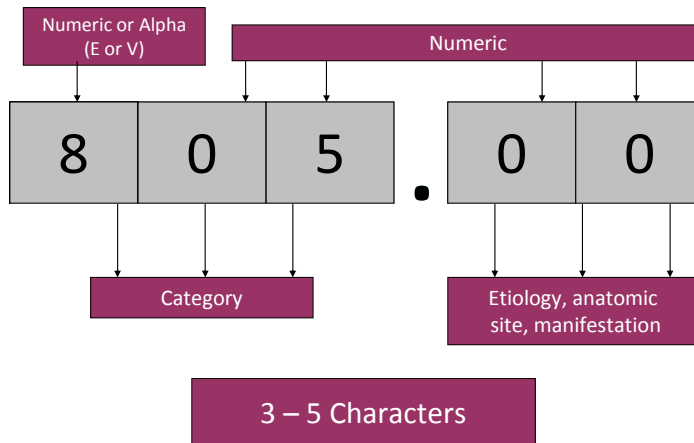 Numeric or Alpha
(E or V)
Numeric
8 0 5 . 0 0
Category
Etiology, anatomic
site, manifestation
3 – 5 Characters